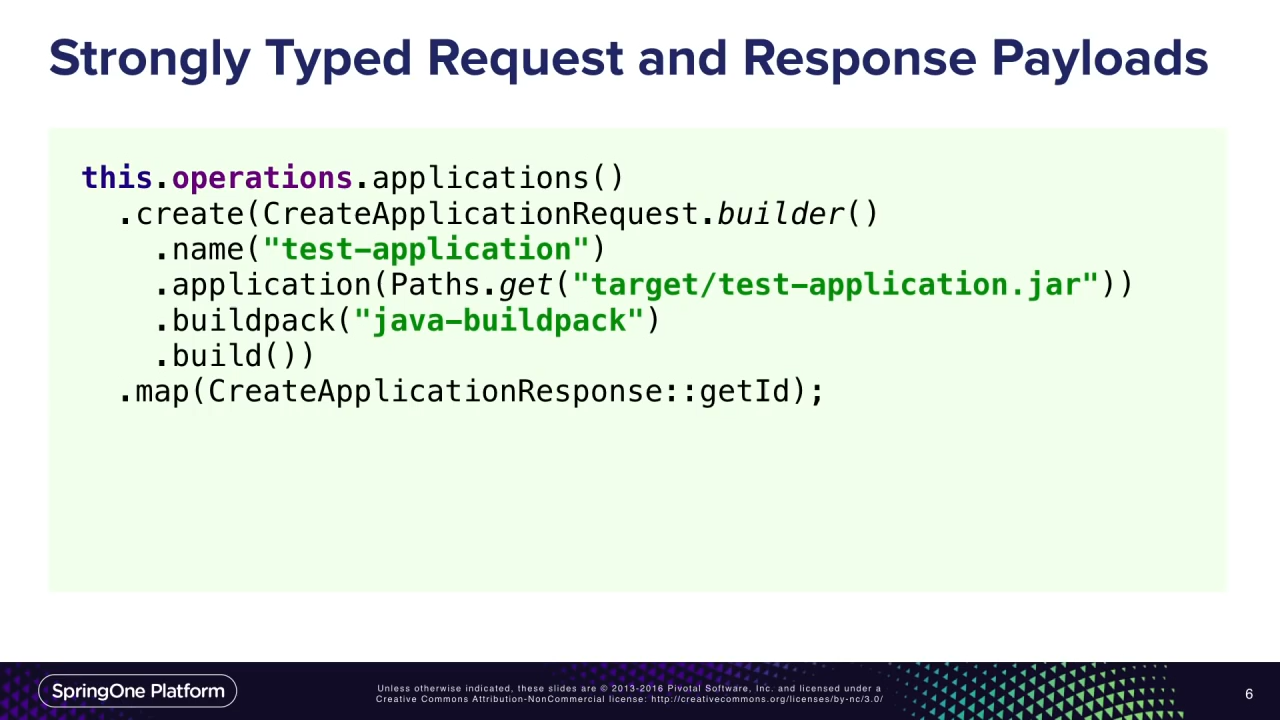 Strongly Typed Request and Response Payloads
this.operations.applications()
  .create(CreateApplicationRequest.builder()
    .name("test-application")
    .application(Paths.get("target/test-application.jar"))
    .buildpack("java-buildpack")
    .build())
  .map(CreateApplicationResponse::getId);
SpringOne Platform
Unless otherwise indicated, these slides are © 2013-2016 Pivotal Software, Inc. and licensed under a
Creative Commons Attribution-NonCommercial license: http://creativecommons.org/licenses/by-nc/3.0/
6